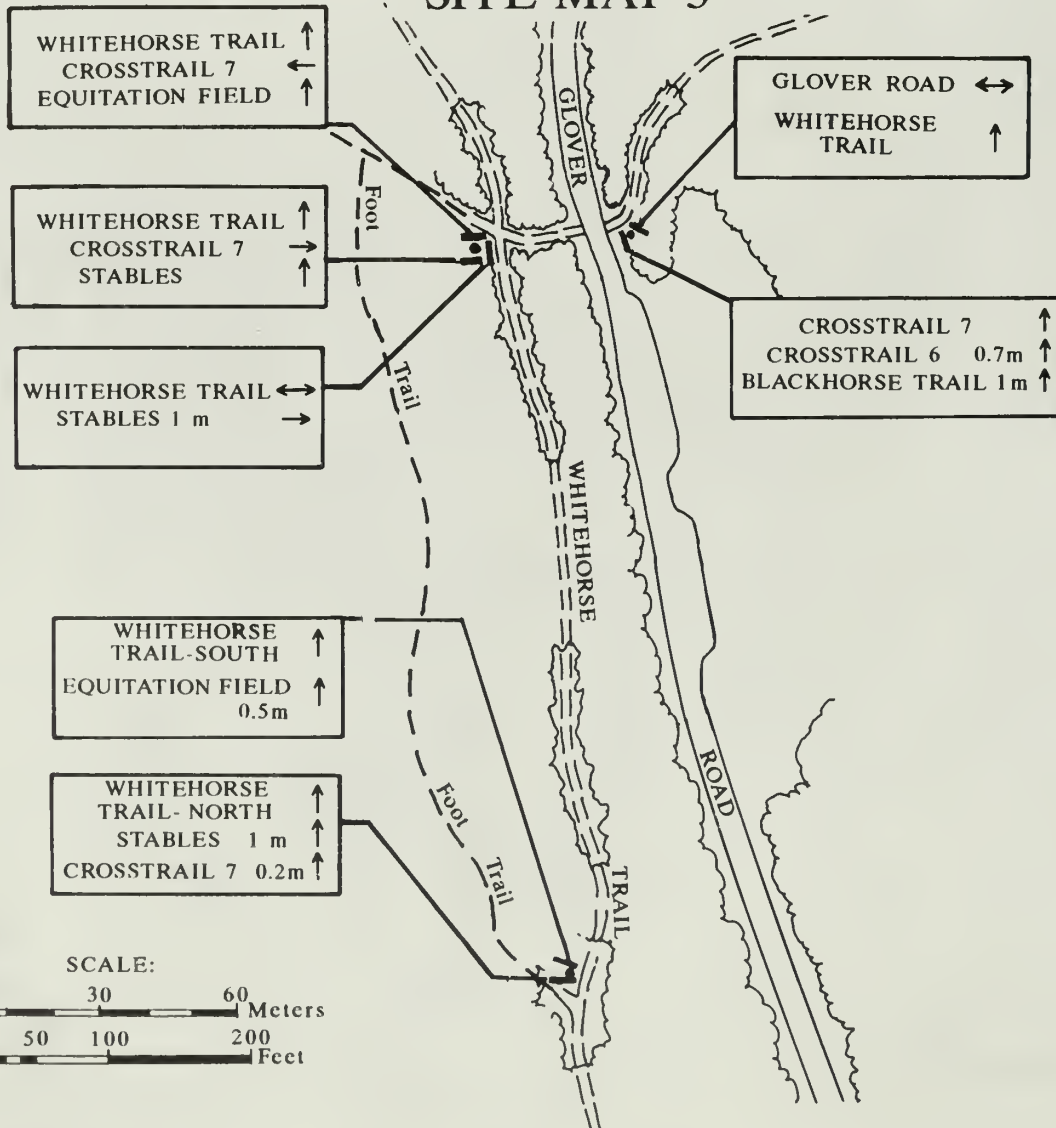 SITE MAP 5
WHITEHORSE TRAIL ↑
CROSSTRAIL 7 ←
EQUITATION FIELD ↑
GLOVER ROAD ↔
WHITEHORSE
TRAIL ↑
WHITEHORSE TRAIL ↑
CROSSTRAIL 7 →
STABLES ↑
CROSSTRAIL 7 ↑
CROSSTRAIL 6 0.7m ↑
BLACKHORSE TRAIL 1m ↑
WHITEHORSE TRAIL ↔
STABLES 1 m →
WHITEHORSE
TRAIL-SOUTH ↑
EQUITATION FIELD ↑
0.5m
WHITEHORSE
TRAIL- NORTH ↑
STABLES 1 m ↑
CROSSTRAIL 7 0.2m ↑
GLOVER
ROAD
Foot
Trail
WHITEHORSE
TRAIL
Foot
Trail
SCALE:
30 60
Meters
50 100 200
Feet